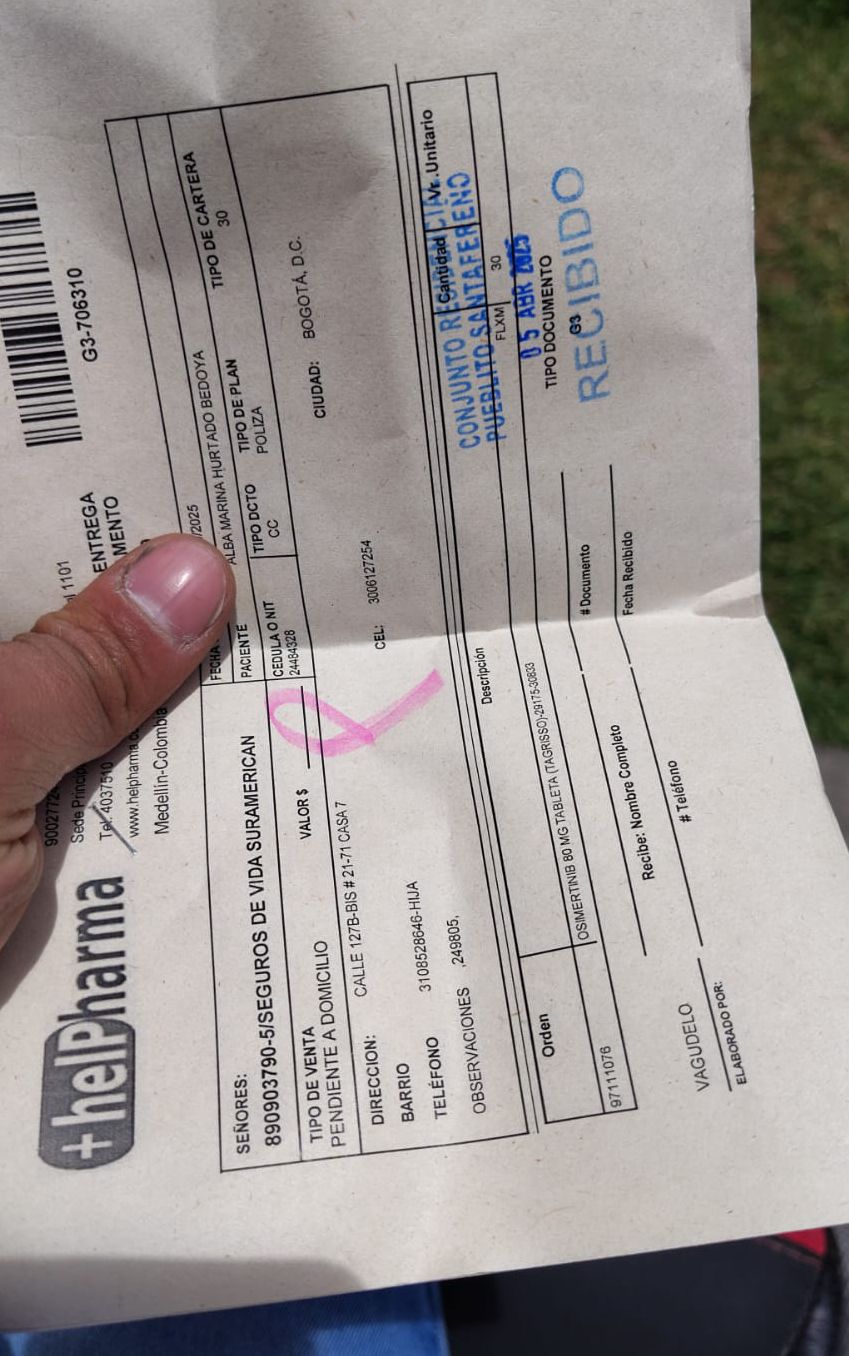 +helPharma
900277244
Sede Princip
Tel. 4037510
www.helpharma.c
Medellín-Colombia
al 1101
ENTREGA
MENTO
G3-706310
SEÑORES:
890903790-5/SEGUROS DE VIDA SURAMERICAN
FECHA
/2025
PACIENTE
ALBA MARINA HURTADO BEDOYA
CEDULA O NIT
24484328
TIPO DCTO
CC
TIPO DE PLAN
POLIZA
TIPO DE CARTERA
30
TIPO DE VENTA
PENDIENTE A DOMICILIO
VALOR $
DIRECCION: CALLE 127B-BIS # 21-71 CASA 7
CIUDAD: BOGOTÁ, D.C.
BARRIO
TELÉFONO 3108528646-HIJA
CEL: 3006127254
OBSERVACIONES ,249805,
Orden Descripción Cantidad Vr. Unitario
97111076 OSIMERTINIB 80 MG TABLETA (TAGRISSO)-29175-30833 FLXM 30
CONJUNTO RESIDENCIAL
PUEBLITO SANTAFEREÑO
05 ABR 2025
RECIBIDO
TIPO DOCUMENTO
G3
Recibe: Nombre Completo # Documento
# Teléfono Fecha Recibido
VAGUDELO
ELABORADO POR: